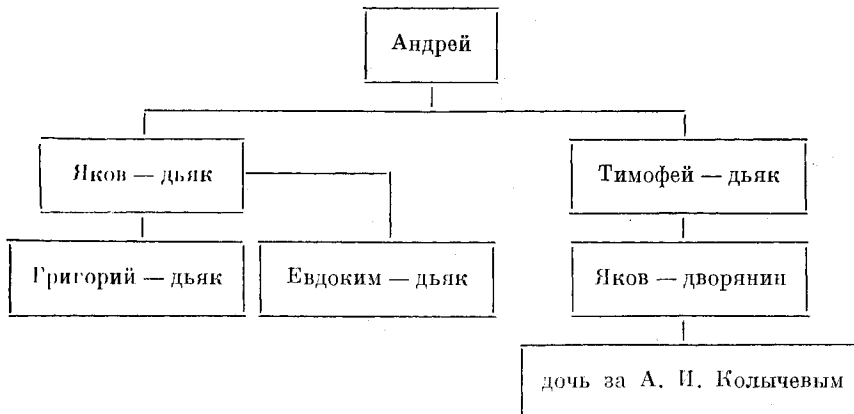 Андрей
Яков — дьяк
Тимофей — дьяк
Григорий — дьяк
Евдоким — дьяк
Яков — дворянин
дочь за А. И. Колычевым